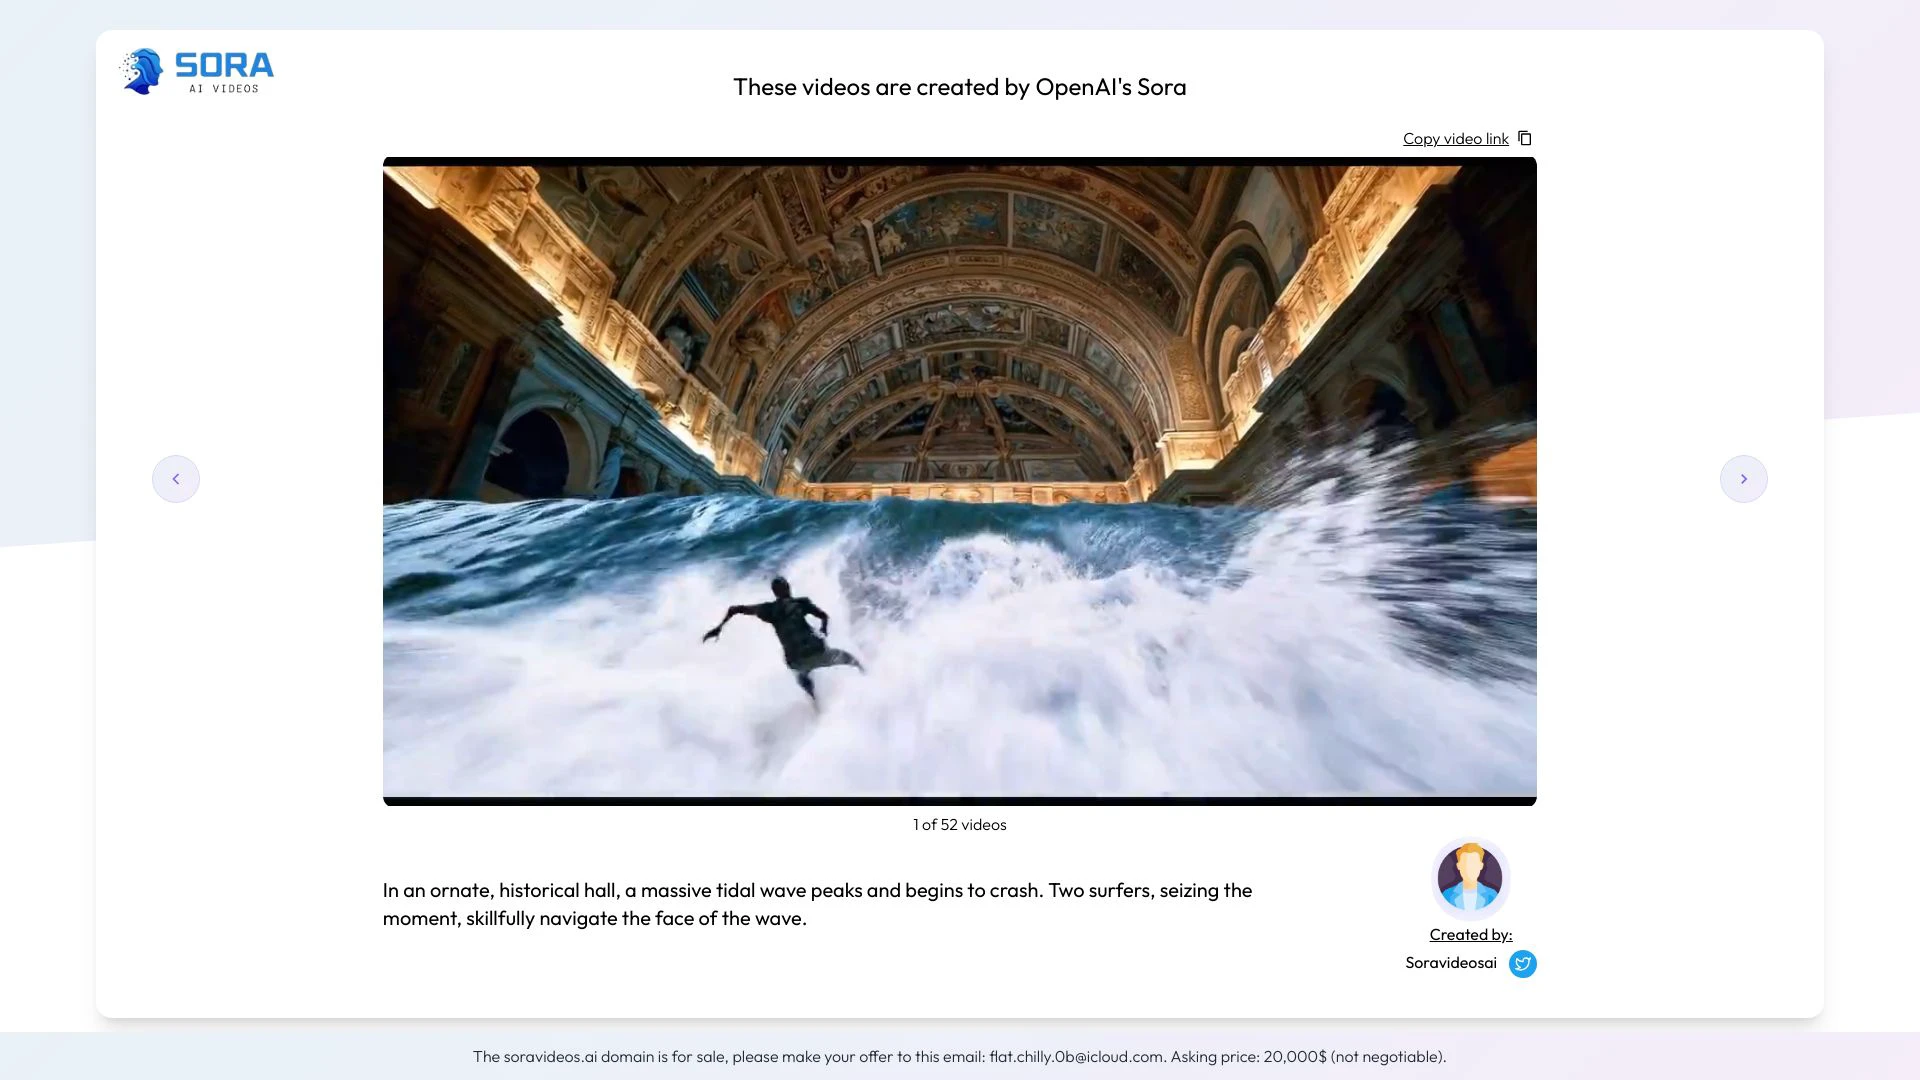 SORA
AI VIDEOS
These videos are created by OpenAI's Sora
Copy video link
1 of 52 videos
In an ornate, historical hall, a massive tidal wave peaks and begins to crash. Two surfers, seizing the
moment, skillfully navigate the face of the wave.
Created by:
Soravideosai
The soravideos.ai domain is for sale, please make your offer to this email: flat.chilly.0b@icloud.com. Asking price: 20,000$ (not negotiable).